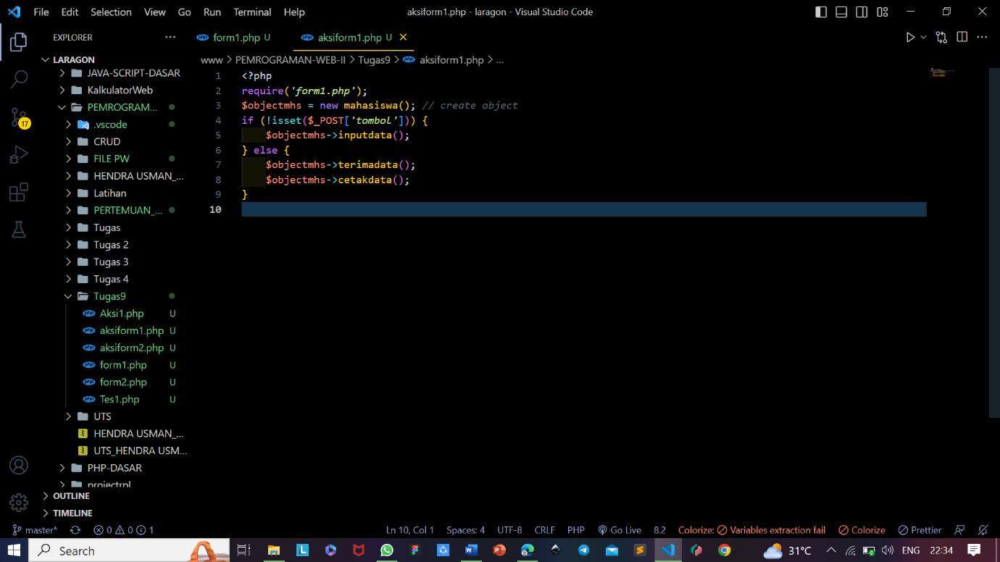 File Edit Selection View Go Run Terminal Help aksiform1.php - laragon - Visual Studio Code
EXPLORER ... form1.php U aksiform1.php U
LARAGON
www > PEMROGRAMAN-WEB-II > Tugas9 > aksiform1.php > ...
JAVA-SCRIPT-DASAR
KalkulatorWeb
PEMROGRAM...
.vscode
CRUD
FILE PW
HENDRA USMAN_...
Latihan
PERTEMUAN_...
Tugas
Tugas 2
Tugas 3
Tugas 4
Tugas9
Aksi1.php U
aksiform1.php U
aksiform2.php U
form1.php U
form2.php U
Tes1.php U
UTS
HENDRA USMAN_...
UTS_HENDRA USM...
PHP-DASAR
projectrpl
OUTLINE
TIMELINE
17
1 <?php
2 require('form1.php');
3 $objectmhs = new mahasiswa(); // create object
4 if (!isset($_POST['tombol'])) {
5 $objectmhs->inputdata();
6 } else {
7 $objectmhs->terimadata();
8 $objectmhs->cetakdata();
9 }
10
master* 0 0 1 Ln 10, Col 1 Spaces: 4 UTF-8 CRLF PHP Go Live 8.2 Colorize: Variables extraction fail Colorize Prettier
Search 31°C ENG 22:34